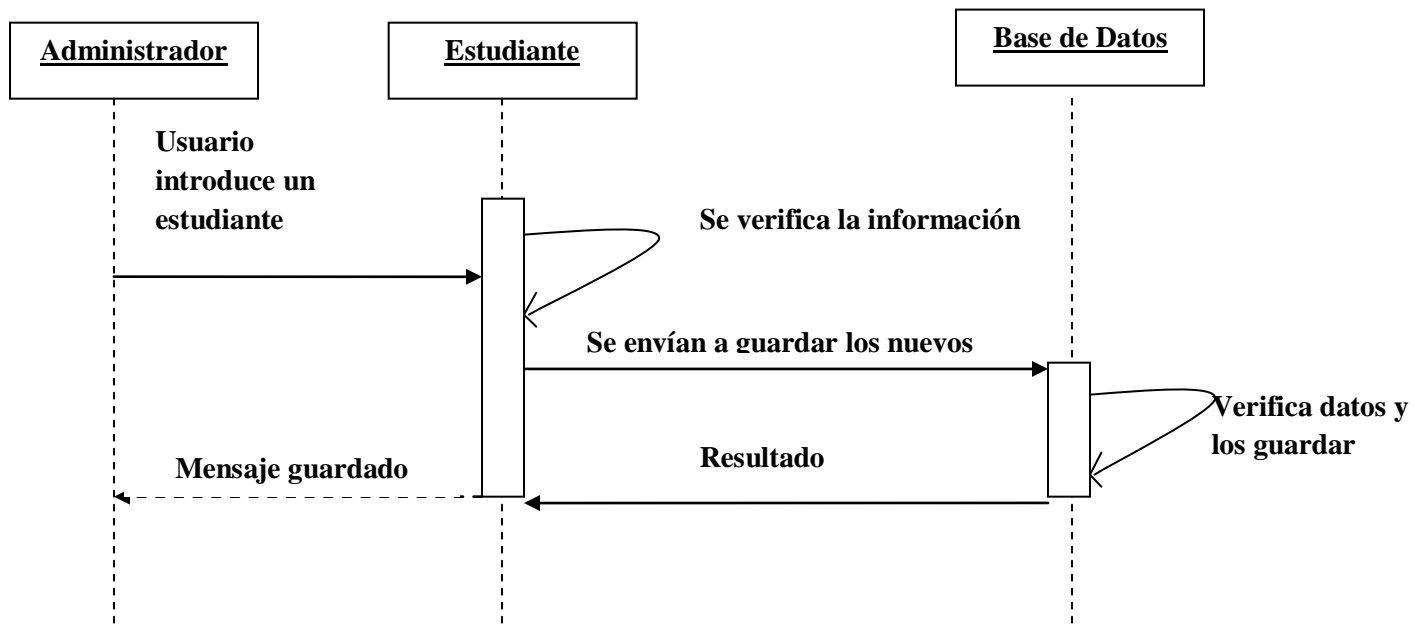 Administrador
Estudiante
Base de Datos
Usuario
introduce un
estudiante
Se verifica la información
Se envían a guardar los nuevos
Verifica datos y
los guardar
Resultado
Mensaje guardado